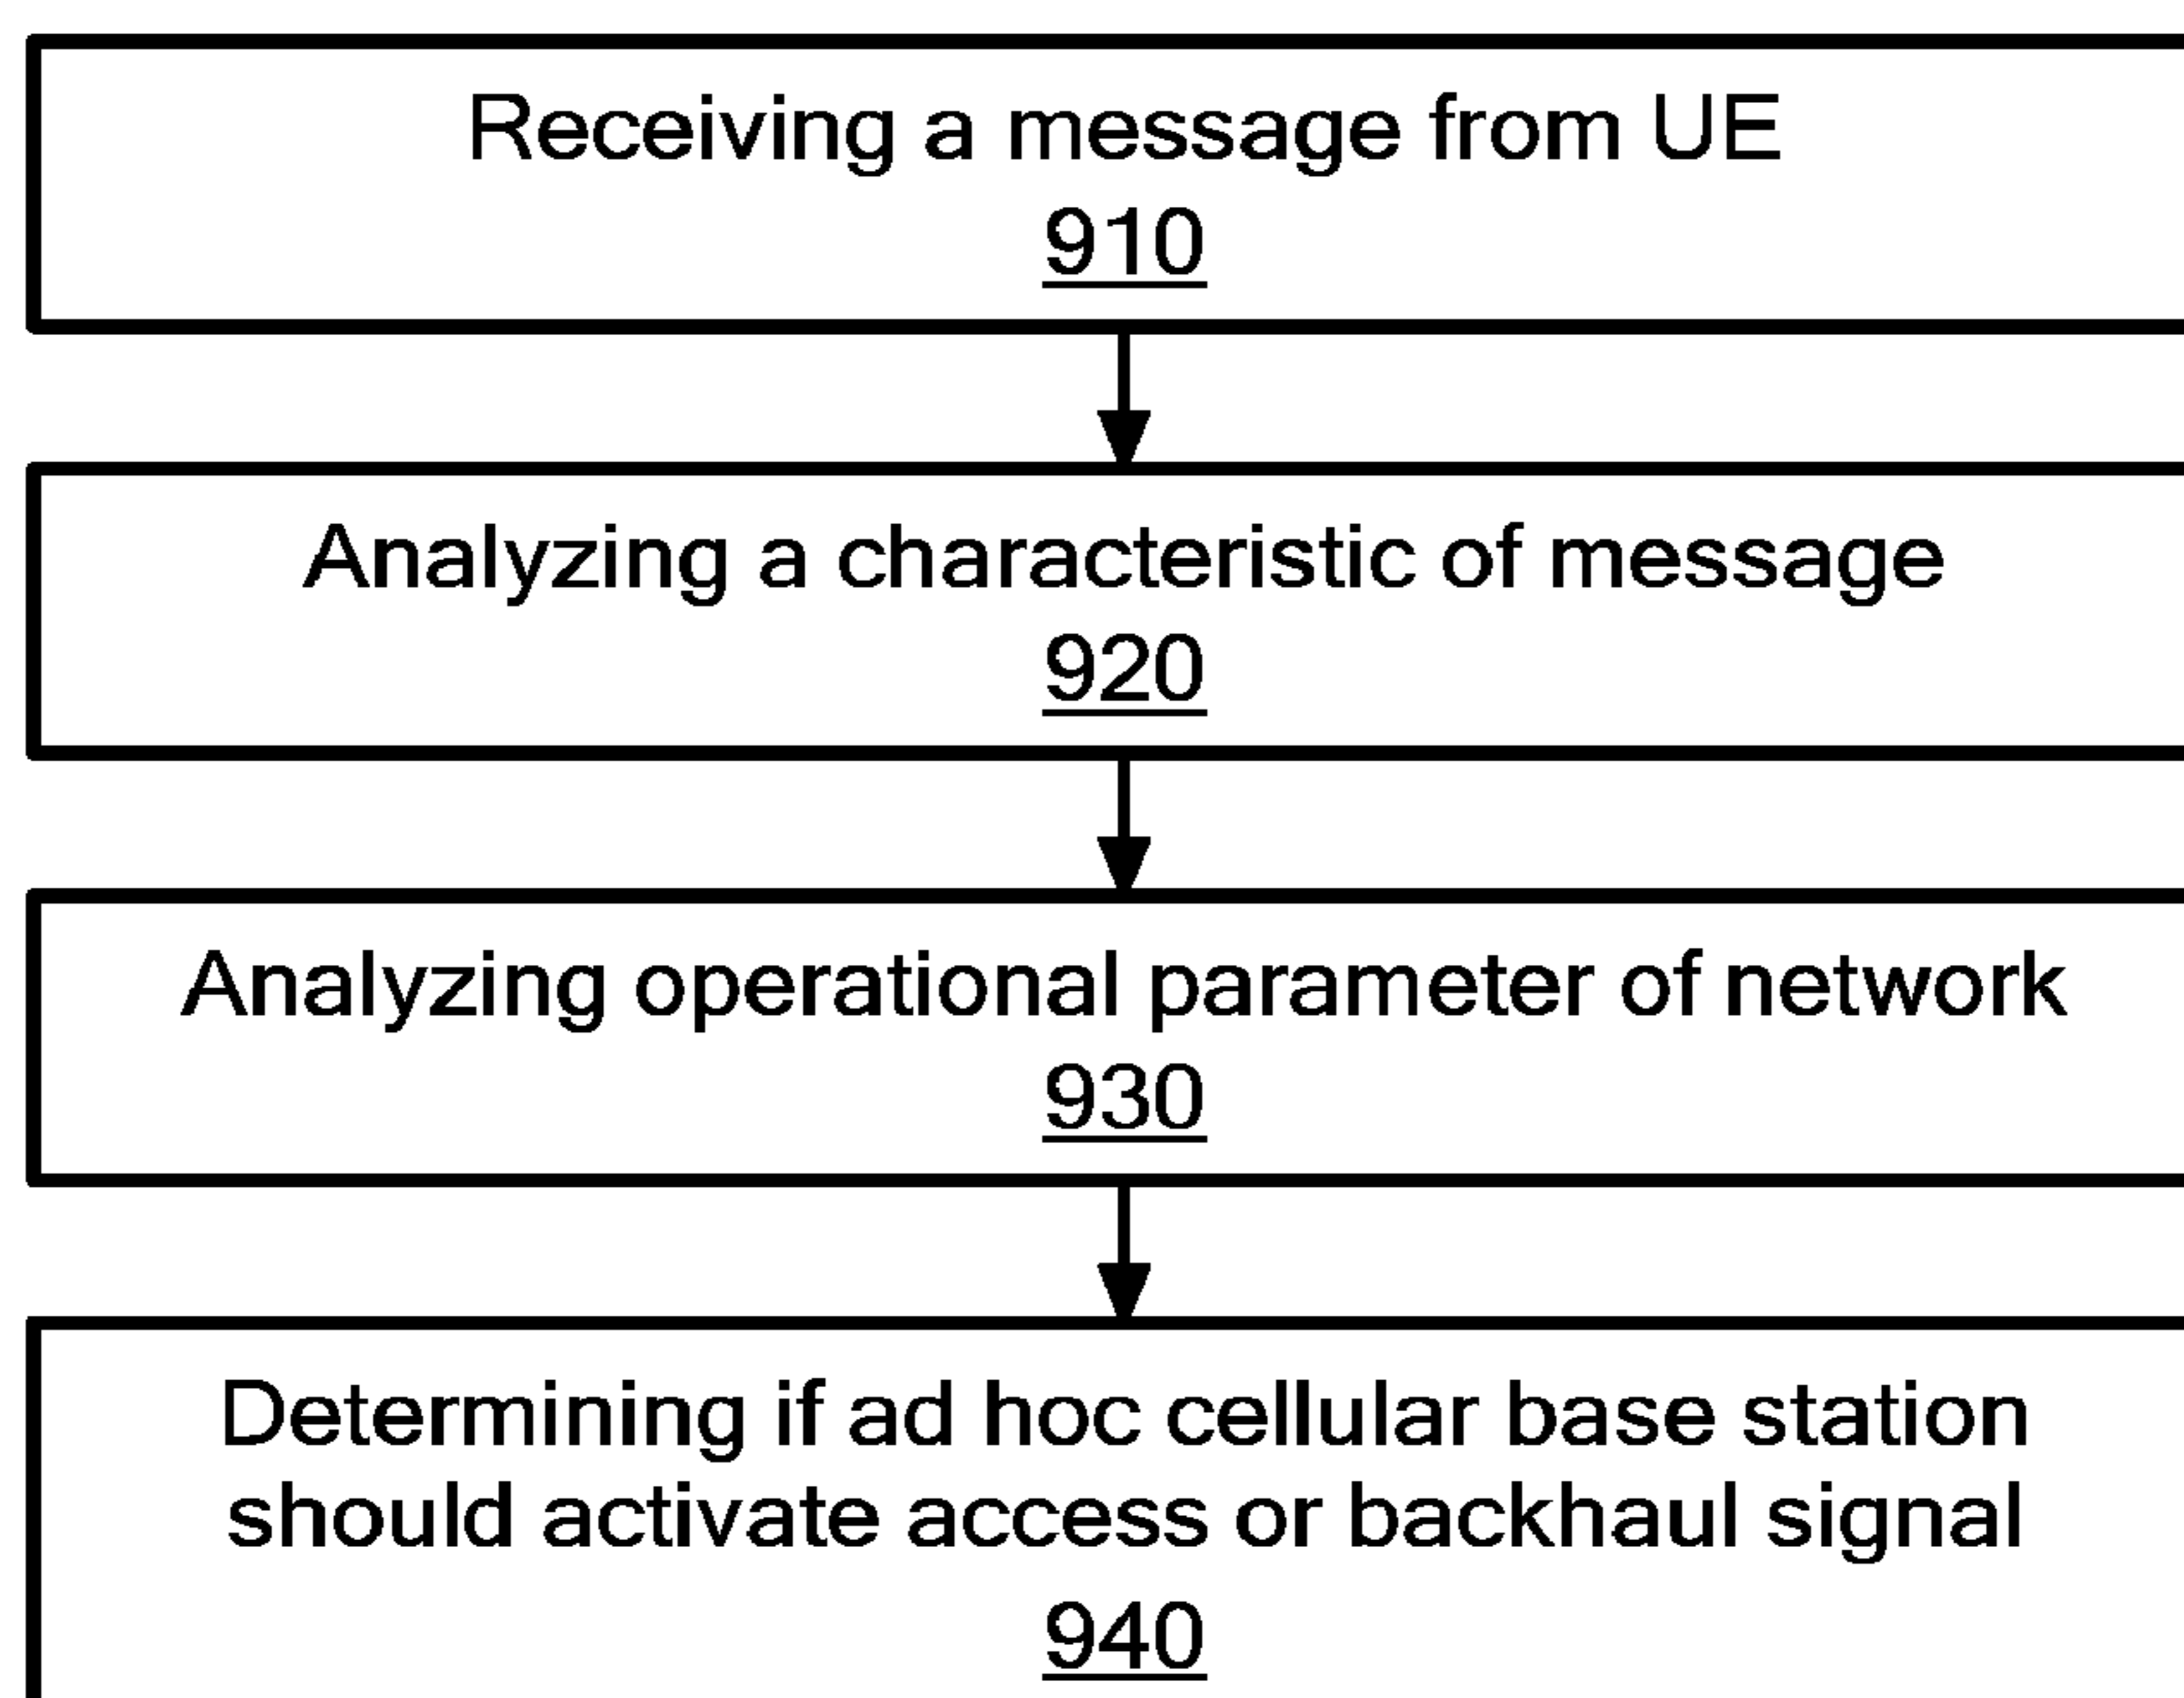 Receiving a message from UE
910
Analyzing a characteristic of message
920
Analyzing operational parameter of network
930
Determining if ad hoc cellular base station
should activate access or backhaul signal
940